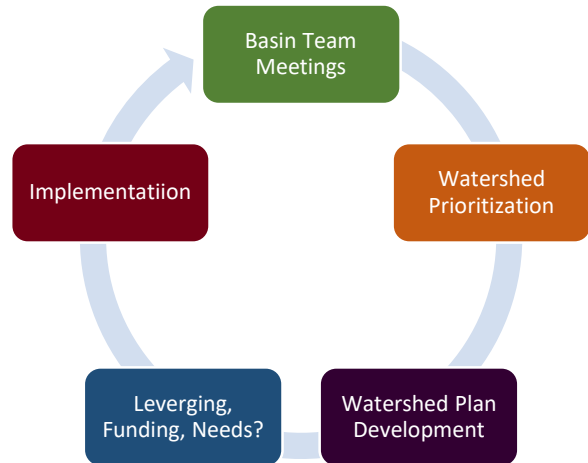 Basin Team
Meetings
Watershed
Prioritization
Watershed Plan
Development
Leverging,
Funding, Needs?
Implementatiion